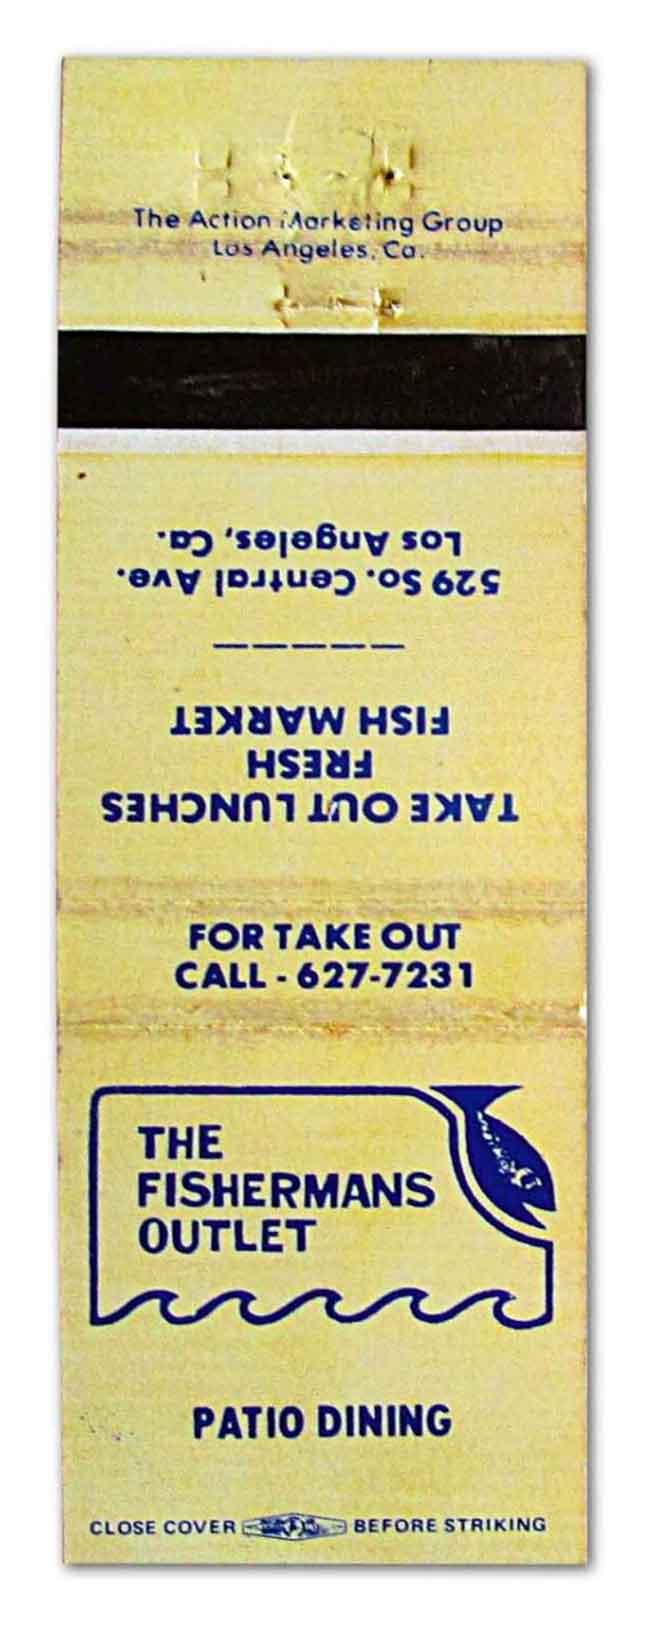 The Action Marketing Group
Los Angeles, Ca.
TAKE OUT LUNCHES
FRESH
FISH MARKET
529 So. Central Ave.
Los Angeles, Ca.
FOR TAKE OUT
CALL - 627-7231
THE
FISHERMANS
OUTLET
PATIO DINING
CLOSE COVER BEFORE STRIKING